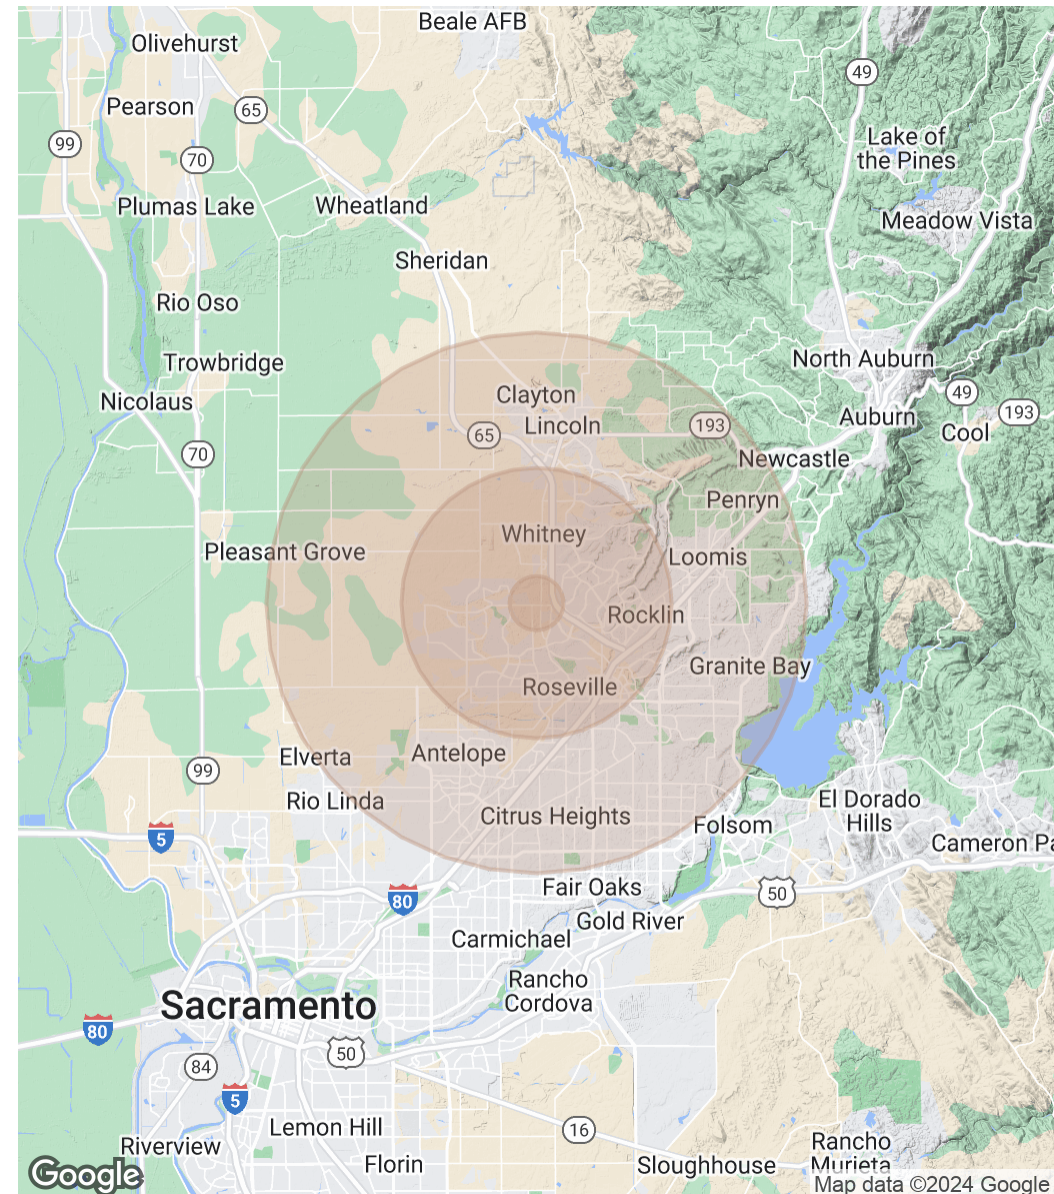 Beale AFB
Olivehurst
49
Pearson
65
99
Lake of
the Pines
70
Plumas Lake
Wheatland
Meadow Vista
Sheridan
Rio Oso
Trowbridge
North Auburn
Nicolaus
Clayton
49
193
Auburn
Lincoln
193
Cool
65
70
Newcastle
Penryn
Whitney
Pleasant Grove
Loomis
Rocklin
Granite Bay
Roseville
Elverta
Antelope
99
Rio Linda
El Dorado
Hills
Citrus Heights
Folsom
5
Cameron Pa
Fair Oaks
50
80
Gold River
Carmichael
Rancho
Cordova
Sacramento
80
50
84
5
Lemon Hill
16
Riverview
Rancho
Murieta
Florin
Sloughhouse
Google
Map data ©2024 Google